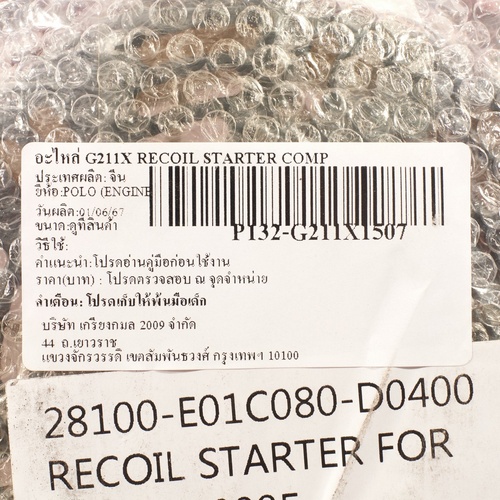 อะไหล่ G211X RECOIL STARTER COMP
ประเทศผลิต: จีน
ยี่ห้อ:POLO (ENGINE
วันผลิต:01/06/67
ขนาด:ดูที่สินค้า
P132-G211X1507
วิธีใช้:
คำแนะนำ:โปรดอ่านคู่มือก่อนใช้งาน
ราคา(บาท) : โปรดตรวจสอบ ณ จุดจำหน่าย
คำเตือน: โปรดเก็บให้พ้นมือเด็ก
บริษัท เกรียงกมล 2009 จำกัด
44 ถ.เยาวราช
แขวงจักรวรรดิ เขตสัมพันธวงศ์ กรุงเทพฯ 10100
28100-E01C080-D0400
RECOIL STARTER FOR